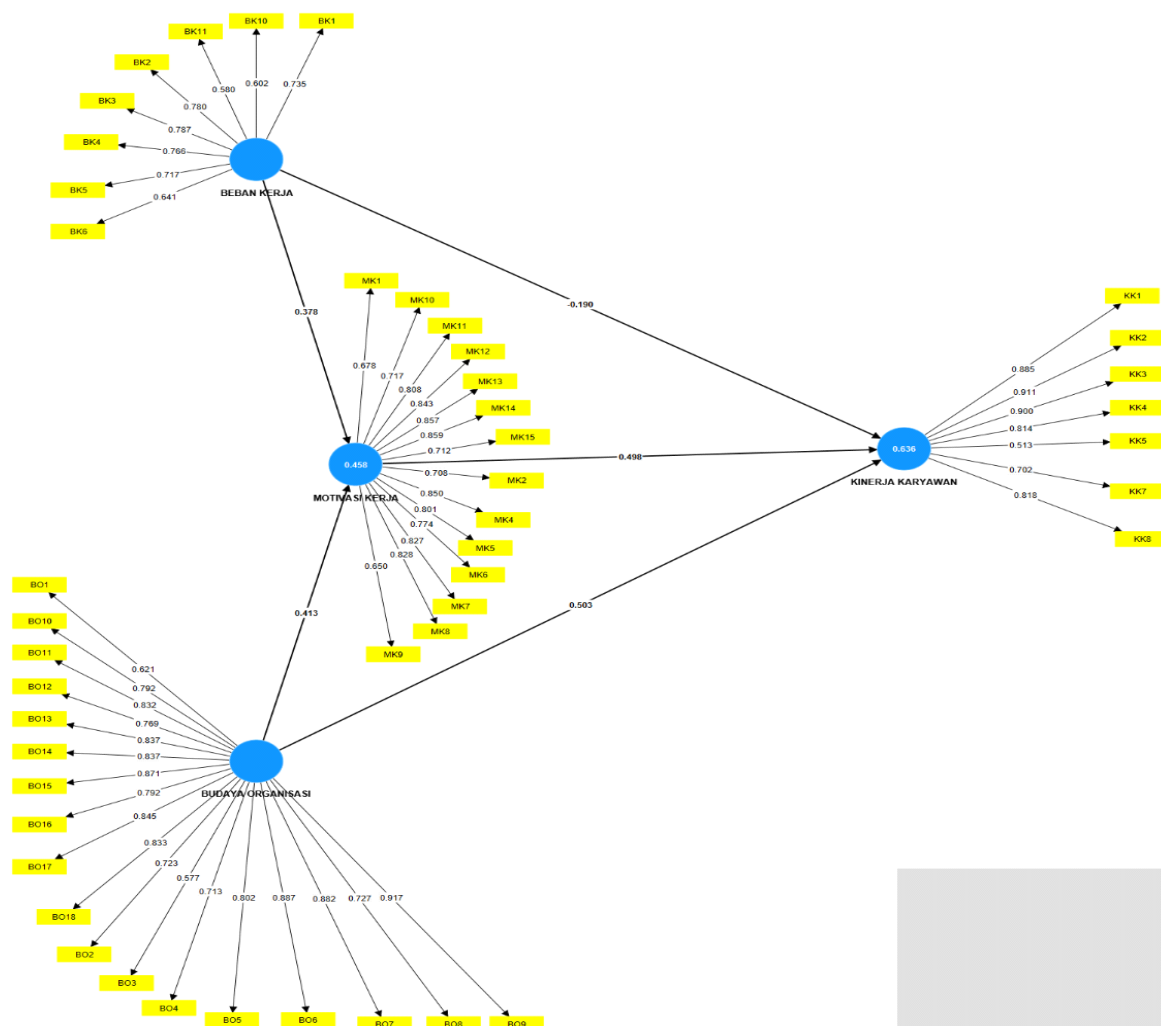 BK10
BK1
BK11
BK2
BK3
BK4
BK5
BK6
0.602
0.735
0.580
0.780
0.787
0.766
0.717
0.641
BEBAN KERJA
0.378
-0.190
MK1
MK10
MK11
MK12
MK13
MK14
MK15
MK2
MK4
MK5
MK6
MK7
MK8
MK9
0.678
0.717
0.808
0.843
0.857
0.859
0.712
0.708
0.850
0.801
0.774
0.827
0.828
0.650
0.458
MOTIVASI KERJA
0.498
KK1
KK2
KK3
KK4
KK5
KK7
KK8
0.885
0.911
0.900
0.814
0.513
0.702
0.818
0.636
KINERJA KARYAWAN
0.413
0.503
BO1
BO10
BO11
BO12
BO13
BO14
BO15
BO16
BO17
BO18
BO2
BO3
BO4
BO5
BO6
BO7
BO8
BO9
0.621
0.792
0.832
0.769
0.837
0.837
0.871
0.792
0.845
0.833
0.723
0.577
0.713
0.802
0.887
0.882
0.727
0.917
BUDAYA ORGANISASI